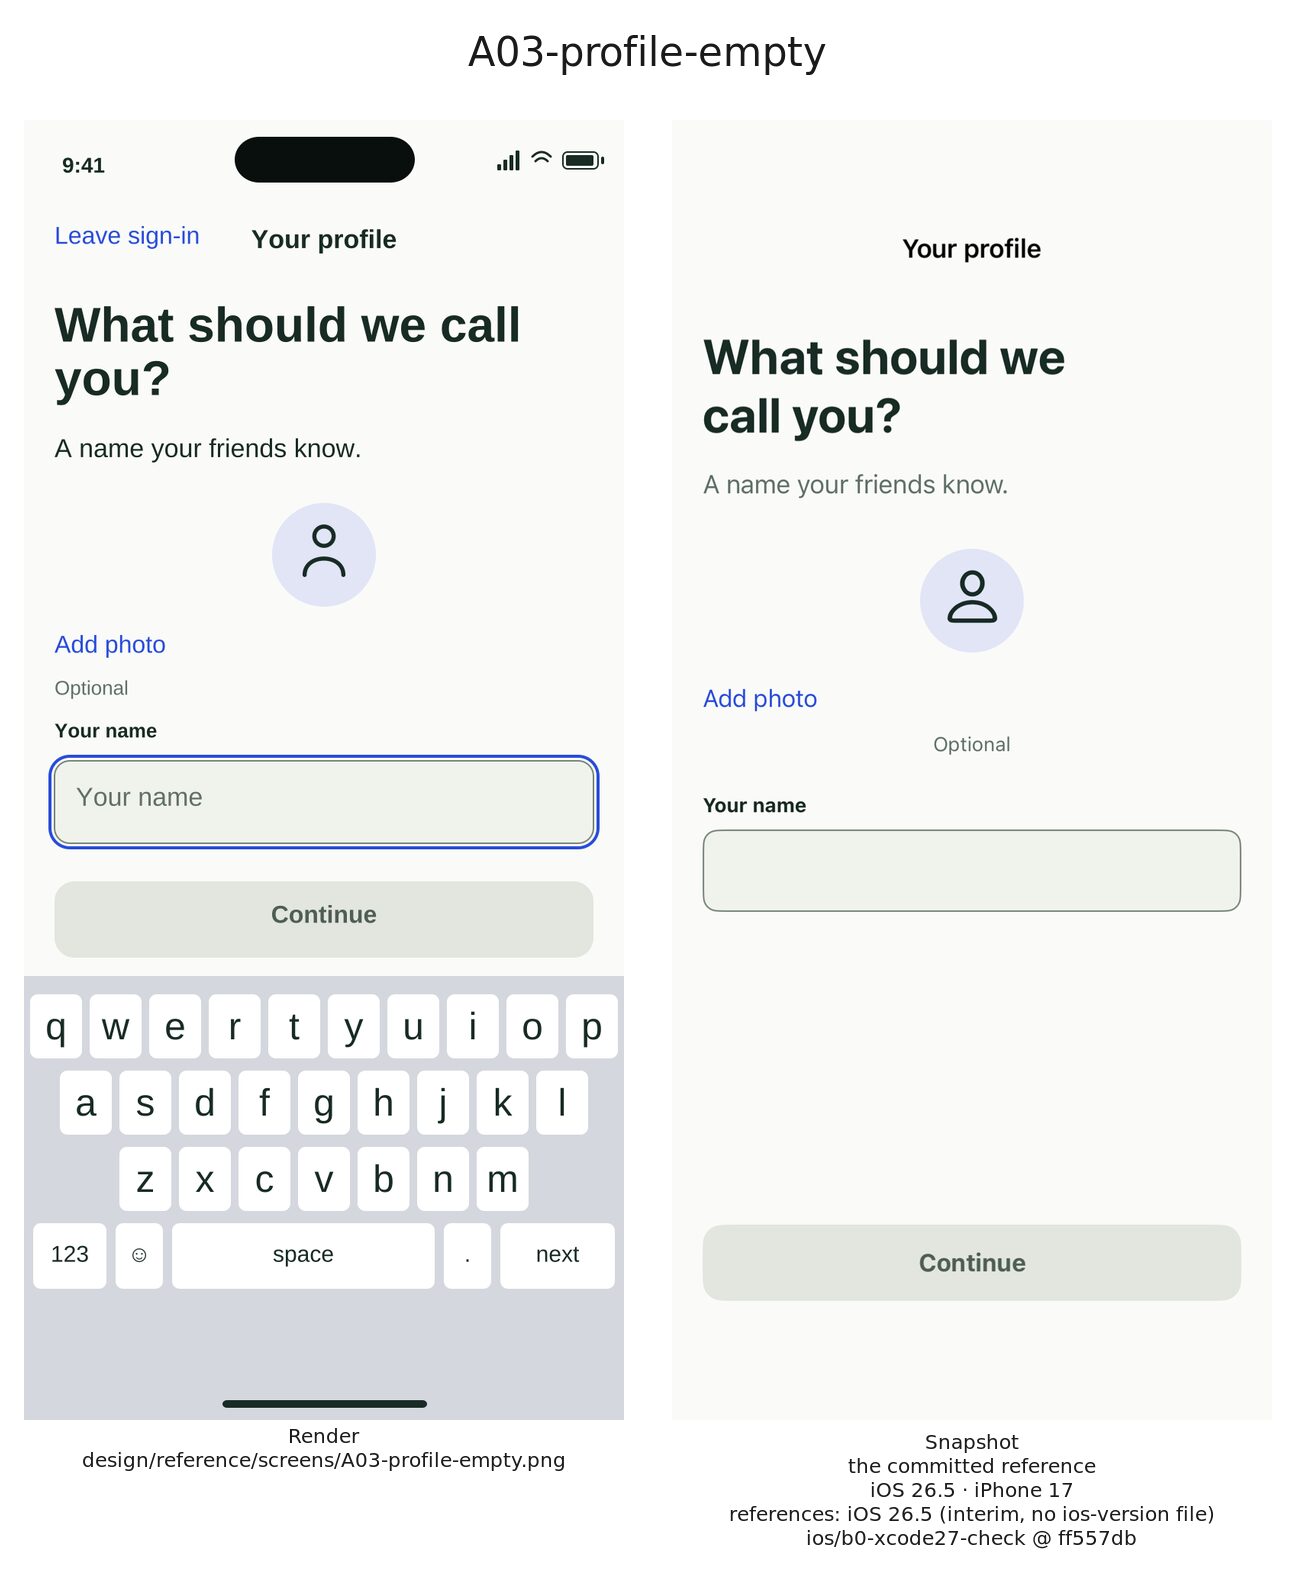 A03-profile-empty
9:41
Leave sign-in
Your profile
What should we call
you?
A name your friends know.
Add photo
Optional
Your name
Your name
Continue
q w e r t y u i o p
a s d f g h j k l
z x c v b n m
123 ☺ space . next
Render
design/reference/screens/A03-profile-empty.png
Your profile
What should we
call you?
A name your friends know.
Add photo
Optional
Your name
Continue
Snapshot
the committed reference
iOS 26.5 · iPhone 17
references: iOS 26.5 (interim, no ios-version file)
ios/b0-xcode27-check @ ff557db